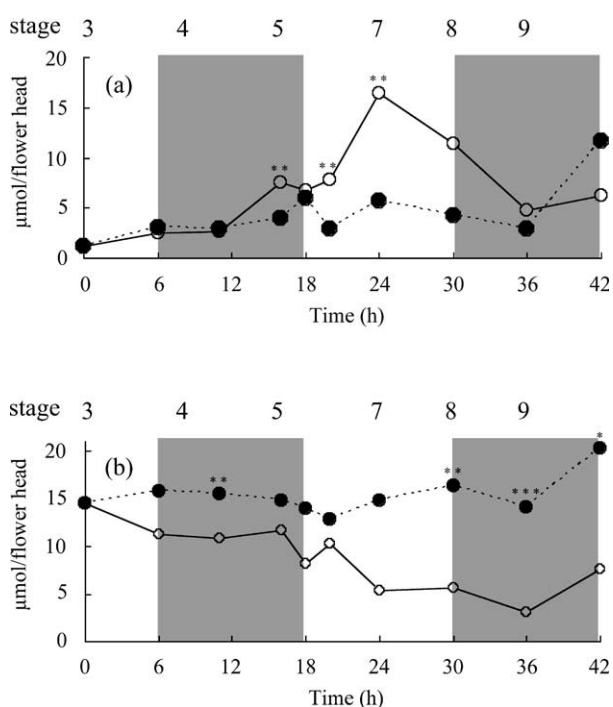 stage 3 4 5 7 8 9
20
(a)
**
15
10
** **
5
0
0 6 12 18 24 30 36 42
Time (h)
μmol/flower head
stage 3 4 5 7 8 9
20
(b)
*
** ** ***
15
10
5
0
0 6 12 18 24 30 36 42
Time (h)
μmol/flower head